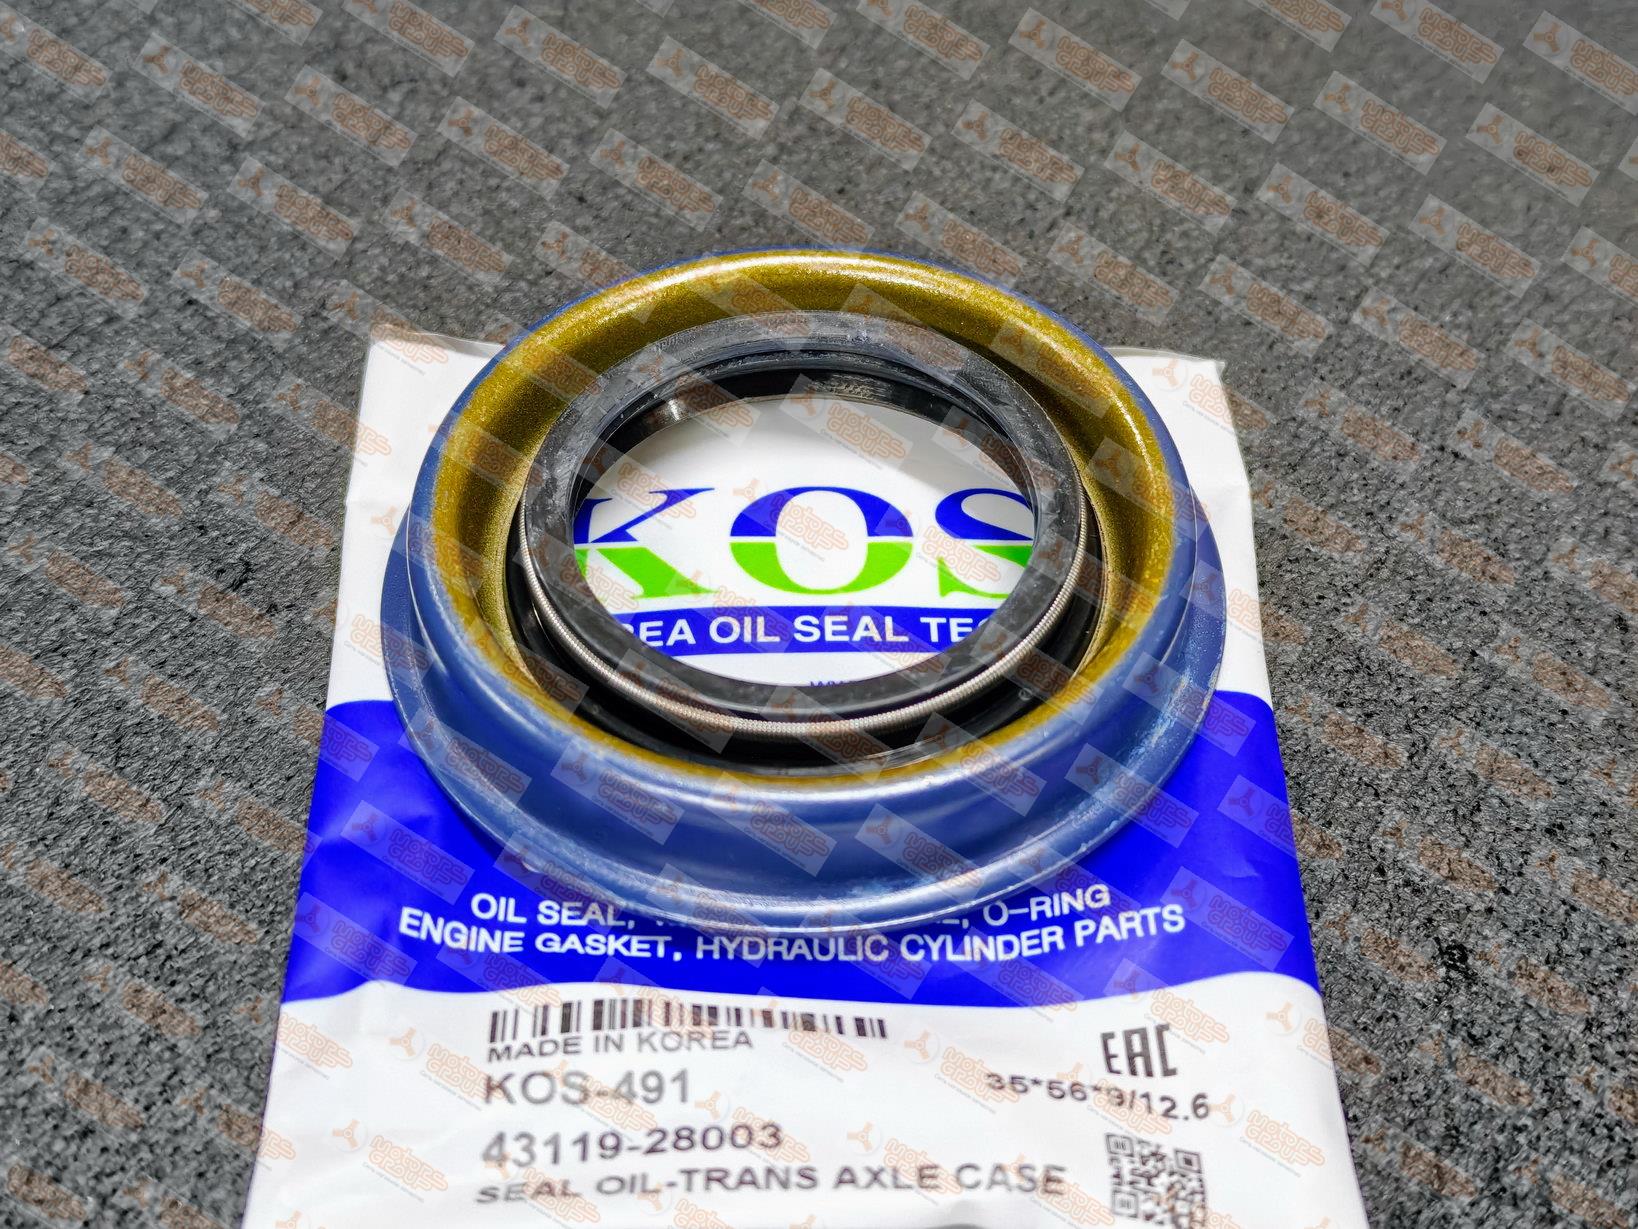 KOS
REA OIL SEAL TEC
OIL SEAL, O-RING
ENGINE GASKET, HYDRAULIC CYLINDER PARTS
MADE IN KOREA
EAC
KOS-491
35*56*9/12.6
43119-28003
SEAL OIL-TRANS AXLE CASE